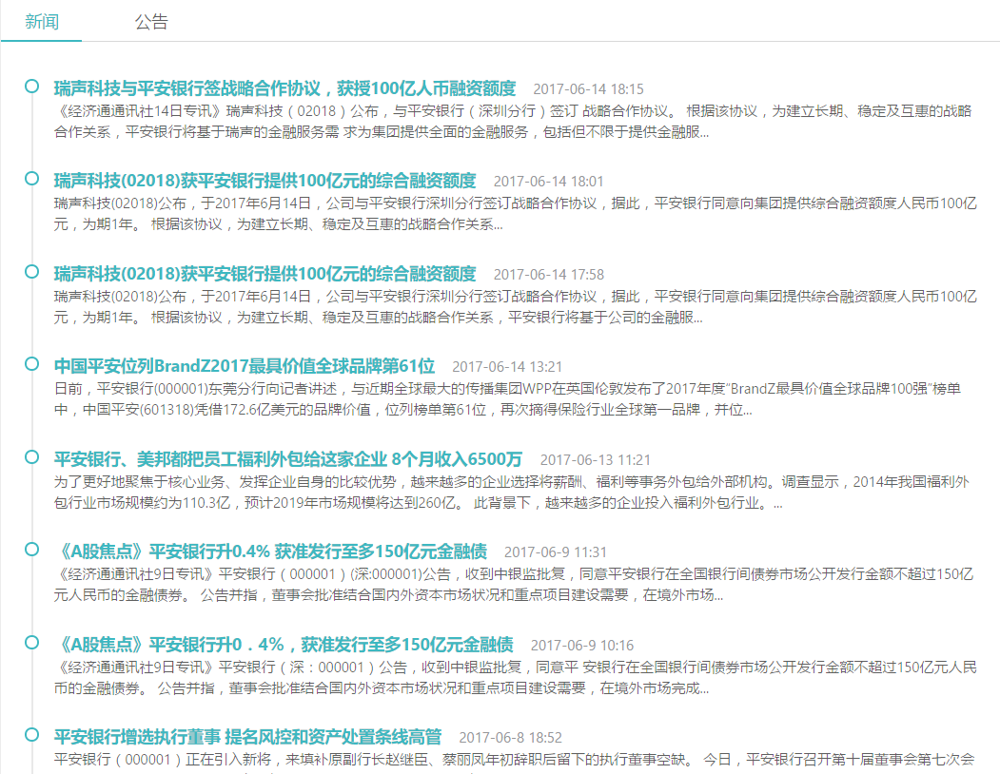 新闻 公告
瑞声科技与平安银行签战略合作协议，获授100亿人币融资额度 2017-06-14 18:15
《经济通通讯社14日专讯》瑞声科技（02018）公布，与平安银行（深圳分行）签订 战略合作协议。 根据该协议，为建立长期、稳定及互惠的战略
合作关系，平安银行将基于瑞声的金融服务需 求为集团提供全面的金融服务，包括但不限于提供金融服...
瑞声科技(02018)获平安银行提供100亿元的综合融资额度 2017-06-14 18:01
瑞声科技(02018)公布，于2017年6月14日，公司与平安银行深圳分行签订战略合作协议，据此，平安银行同意向集团提供综合融资额度人民币100亿
元，为期1年。 根据该协议，为建立长期、稳定及互惠的战略合作关系...
瑞声科技(02018)获平安银行提供100亿元的综合融资额度 2017-06-14 17:58
瑞声科技(02018)公布，于2017年6月14日，公司与平安银行深圳分行签订战略合作协议，据此，平安银行同意向集团提供综合融资额度人民币100亿
元，为期1年。 根据该协议，为建立长期、稳定及互惠的战略合作关系，平安银行将基于公司的金融服...
中国平安位列BrandZ2017最具价值全球品牌第61位 2017-06-14 13:21
日前，平安银行(000001)东莞分行向记者讲述，与近期全球最大的传播集团WPP在英国伦敦发布了2017年度“BrandZ最具价值全球品牌100强”榜单
中，中国平安(601318)凭借172.6亿美元的品牌价值，位列榜单第61位，再次摘得保险行业全球第一品牌，并位...
平安银行、美邦都把员工福利外包给这家企业 8个月收入6500万 2017-06-13 11:21
为了更好地聚焦于核心业务、发挥企业自身的比较优势，越来越多的企业选择将薪酬、福利等事务外包给外部机构。调查显示，2014年我国福利外
包行业市场规模约为110.3亿，预计2019年市场规模将达到260亿。 此背景下，越来越多的企业投入福利外包行业。...
《A股焦点》平安银行升0.4% 获准发行至多150亿元金融债 2017-06-9 11:31
《经济通通讯社9日专讯》平安银行（000001）(深:000001)公告，收到中银监批复，同意平安银行在全国银行间债券市场公开发行金额不超过150亿
元人民币的金融债券。 公告并指，董事会批准结合国内外资本市场状况和重点项目建设需要，在境外市场...
《A股焦点》平安银行升0．4%，获准发行至多150亿元金融债 2017-06-9 10:16
《经济通通讯社9日专讯》平安银行（深：000001）公告，收到中银监批复，同意平 安银行在全国银行间债券市场公开发行金额不超过150亿元人民
币的金融债券。 公告并指，董事会批准结合国内外资本市场状况和重点项目建设需要，在境外市场完成...
平安银行增选执行董事 提名风控和资产处置条线高管 2017-06-8 18:52
平安银行（000001）正在引入新将，来填补原副行长赵继臣、蔡丽凤年初辞职后留下的执行董事空缺。 今日，平安银行召开第十届董事会第七次会